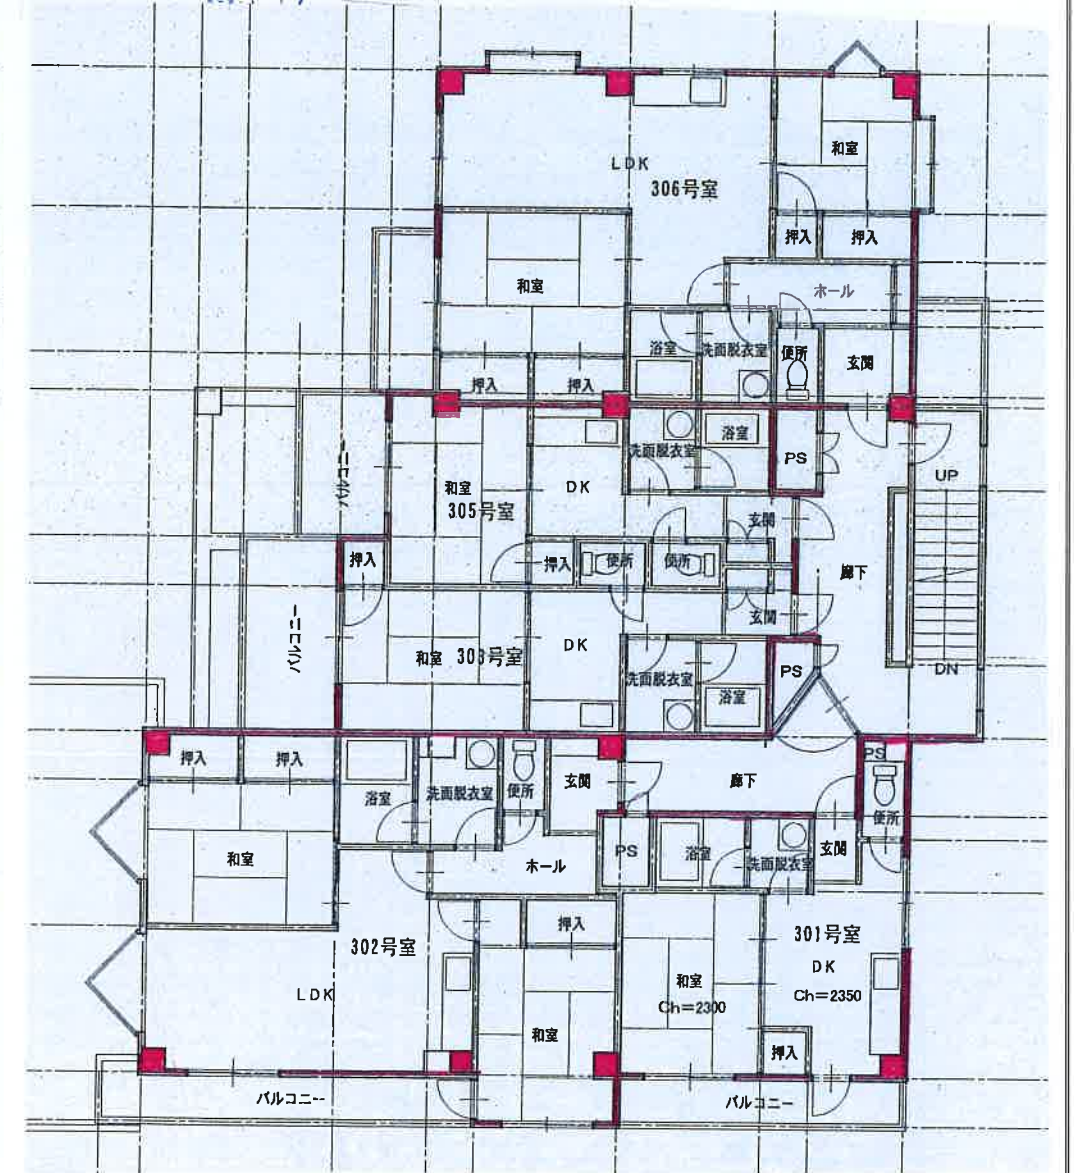 和室
LDK
306号室
押入
押入
和室
ホール
浴室
洗面脱衣室
便所
玄関
押入
押入
洗面脱衣室
浴室
PS
バルコニー
和室
305号室
DK
UP
玄関
押入
押入
便所
便所
廊下
玄関
バルコニー
和室
303号室
DK
洗面脱衣室
浴室
PS
DN
押入
押入
浴室
洗面脱衣室
便所
玄関
廊下
PS
便所
和室
ホール
PS
浴室
洗面脱衣室
玄関
302号室
押入
301号室
LDK
和室
Ch=2300
DK
Ch=2350
和室
押入
バルコニー
バルコニー